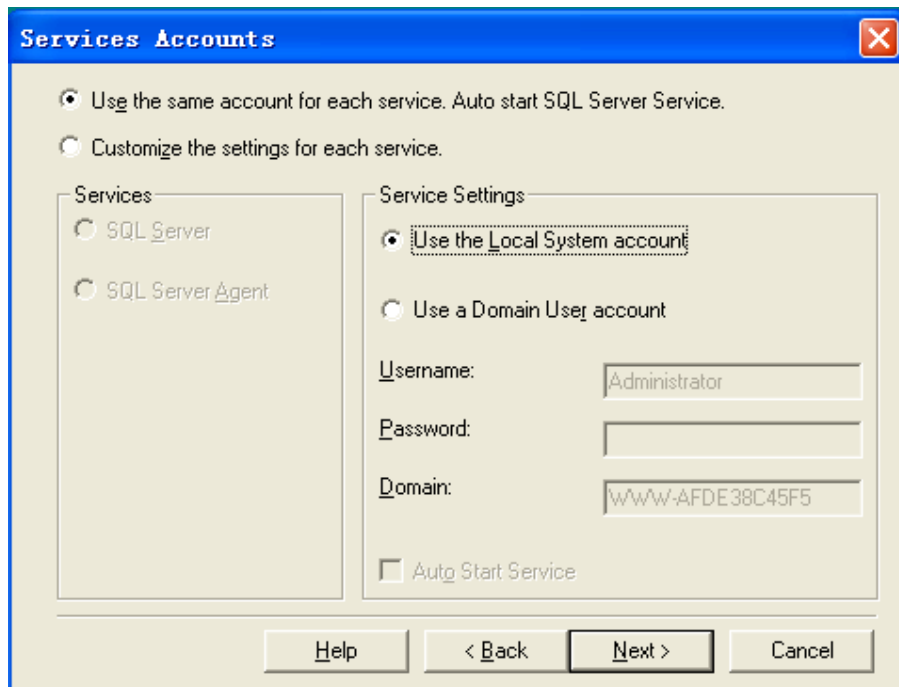 Services Accounts
Use the same account for each service. Auto start SQL Server Service.
Customize the settings for each service.
Services
SQL Server
SQL Server Agent
Service Settings
Use the Local System account
Use a Domain User account
Username:
Administrator
Password:
Domain:
WWW-AFDE38C45F5
Auto Start Service
Help
< Back
Next >
Cancel